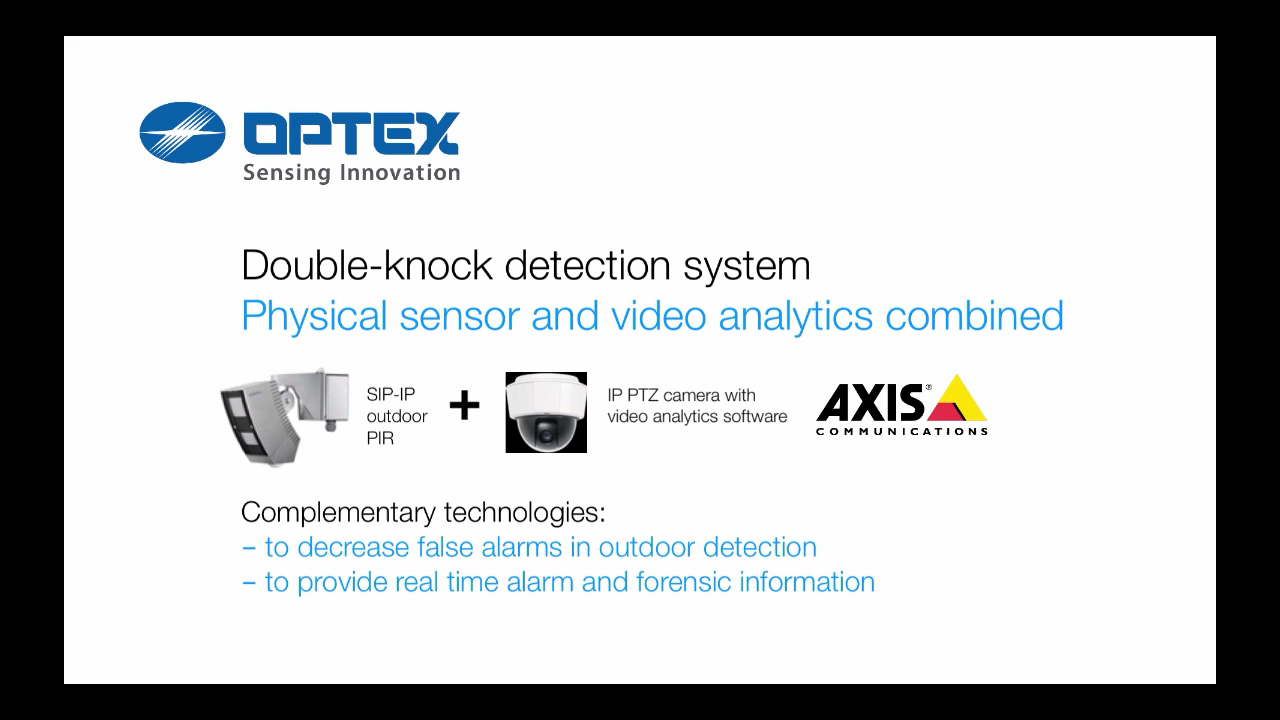 OPTEX
Sensing Innovation
Double-knock detection system
Physical sensor and video analytics combined
SIP-IP
outdoor
PIR
+
IP PTZ camera with
video analytics software
AXIS®
COMMUNICATIONS
Complementary technologies:
– to decrease false alarms in outdoor detection
– to provide real time alarm and forensic information